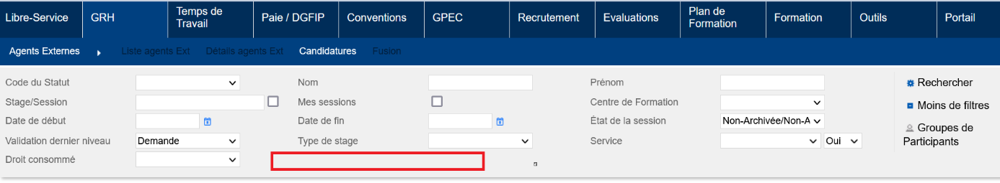 Libre-Service GRH Temps de Travail Paie / DGFIP Conventions GPEC Recrutement Evaluations Plan de Formation Formation Outils Portail
Agents Externes Liste agents Ext Détails agents Ext Candidatures Fusion
Code du Statut Nom Prénom Rechercher
Stage/Session Mes sessions Centre de Formation
Moins de filtres
Date de début Date de fin État de la session Non-Archivée/Non-A
Groupes de Participants
Validation dernier niveau Demande Type de stage Service Oui
Droit consommé